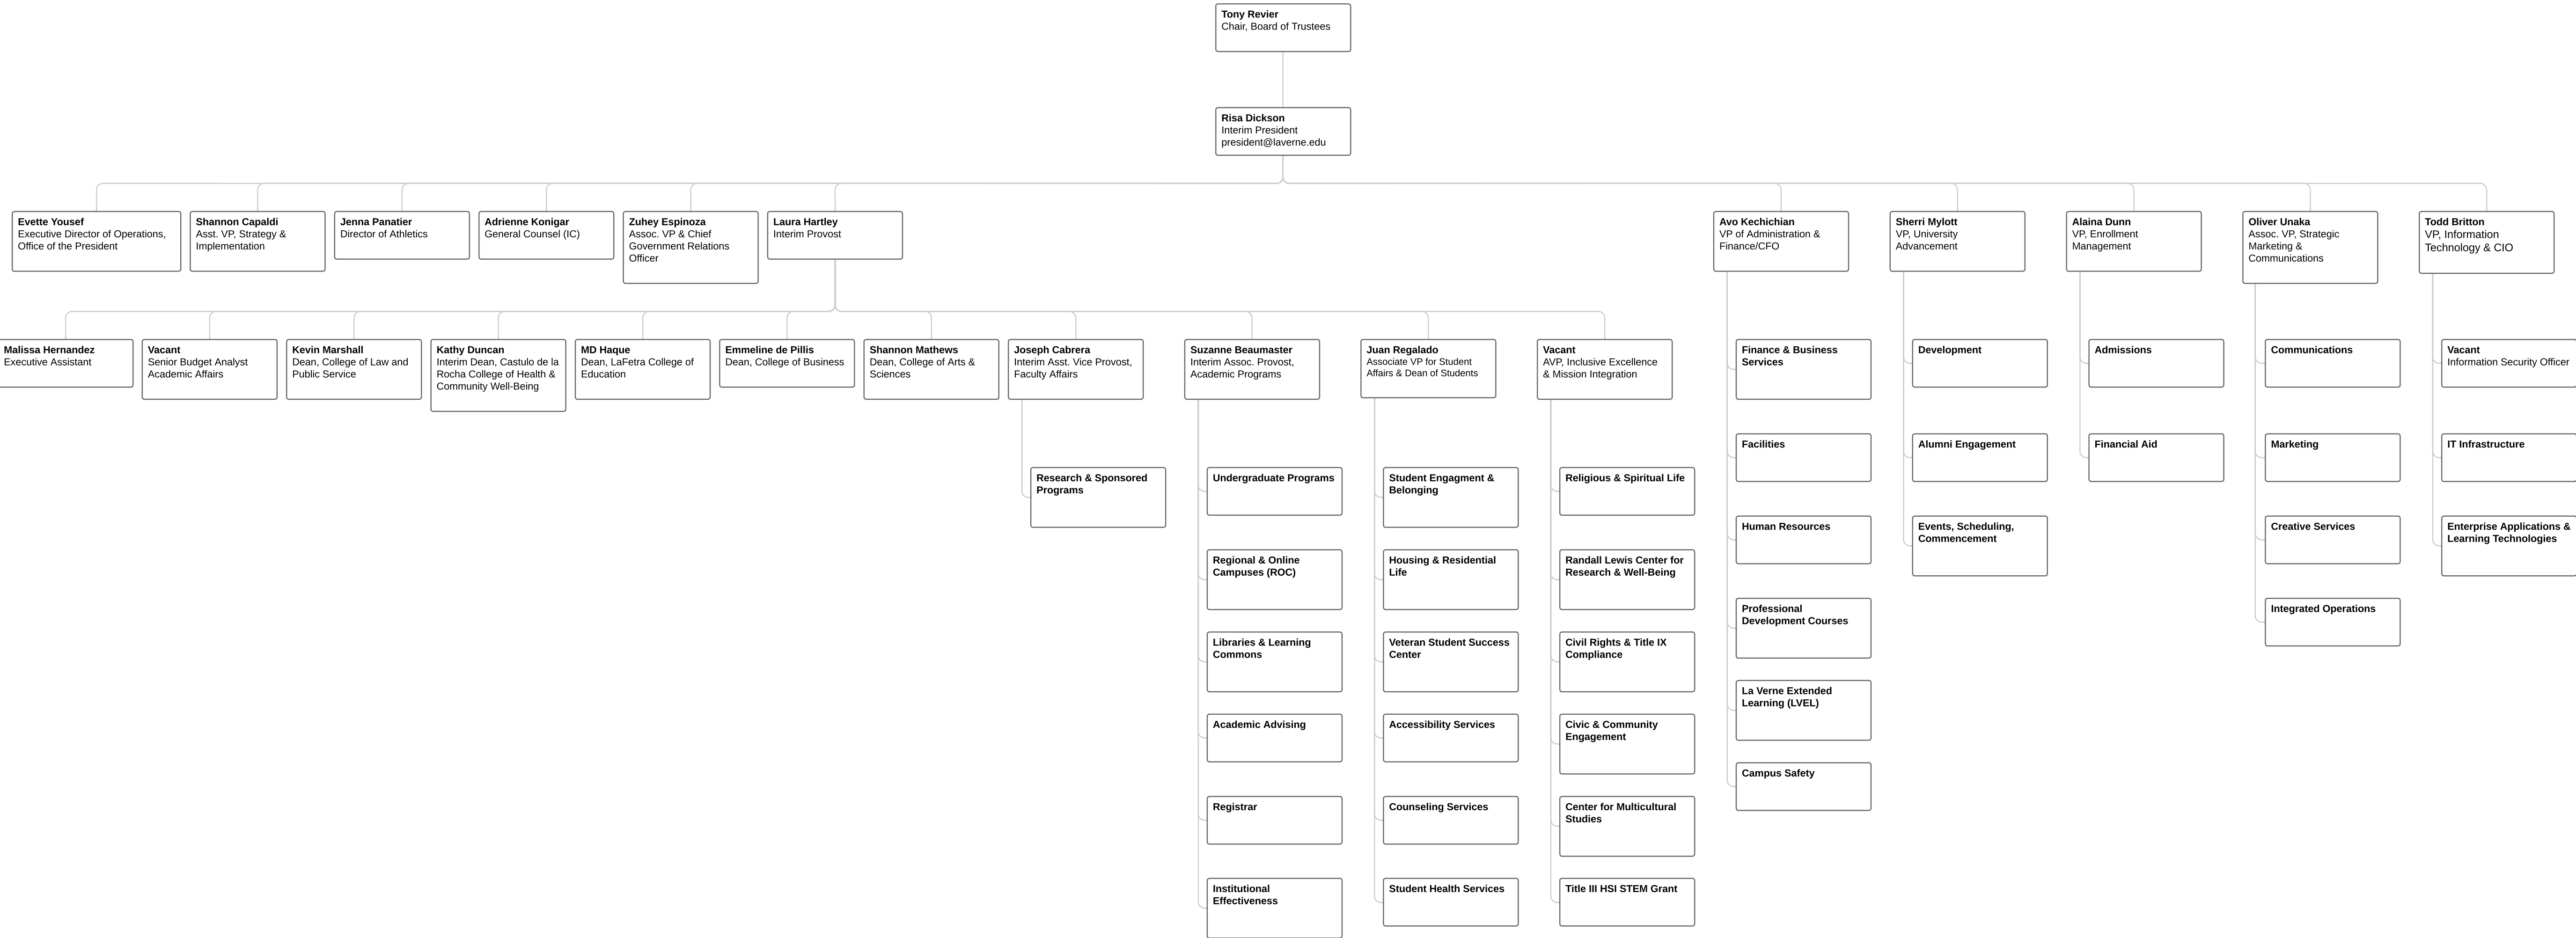 Tony Revier
Chair, Board of Trustees
Risa Dickson
Interim President
president@laverne.edu
Evette Yousef
Executive Director of Operations,
Office of the President
Shannon Capaldi
Asst. VP, Strategy &
Implementation
Jenna Panatier
Director of Athletics
Adrienne Konigar
General Counsel (IC)
Zuhey Espinoza
Assoc. VP & Chief
Government Relations
Officer
Laura Hartley
Interim Provost
Avo Kechichian
VP of Administration &
Finance/CFO
Sherri Mylott
VP, University
Advancement
Alaina Dunn
VP, Enrollment
Management
Oliver Unaka
Assoc. VP, Strategic
Marketing &
Communications
Todd Britton
VP, Information
Technology & CIO
Malissa Hernandez
Executive Assistant
Vacant
Senior Budget Analyst
Academic Affairs
Kevin Marshall
Dean, College of Law and
Public Service
Kathy Duncan
Interim Dean, Castulo de la
Rocha College of Health &
Community Well-Being
MD Haque
Dean, LaFetra College of
Education
Emmeline de Pillis
Dean, College of Business
Shannon Mathews
Dean, College of Arts &
Sciences
Joseph Cabrera
Interim Asst. Vice Provost,
Faculty Affairs
Suzanne Beaumaster
Interim Assoc. Provost,
Academic Programs
Juan Regalado
Associate VP for Student
Affairs & Dean of Students
Vacant
AVP, Inclusive Excellence
& Mission Integration
Research & Sponsored
Programs
Undergraduate Programs
Regional & Online
Campuses (ROC)
Libraries & Learning
Commons
Academic Advising
Registrar
Institutional
Effectiveness
Student Engagment &
Belonging
Housing & Residential
Life
Veteran Student Success
Center
Accessibility Services
Counseling Services
Student Health Services
Religious & Spiritual Life
Randall Lewis Center for
Research & Well-Being
Civil Rights & Title IX
Compliance
Civic & Community
Engagement
Center for Multicultural
Studies
Title III HSI STEM Grant
Finance & Business
Services
Facilities
Human Resources
Professional
Development Courses
La Verne Extended
Learning (LVEL)
Campus Safety
Development
Alumni Engagement
Events, Scheduling,
Commencement
Admissions
Financial Aid
Communications
Marketing
Creative Services
Integrated Operations
Vacant
Information Security Officer
IT Infrastructure
Enterprise Applications &
Learning Technologies